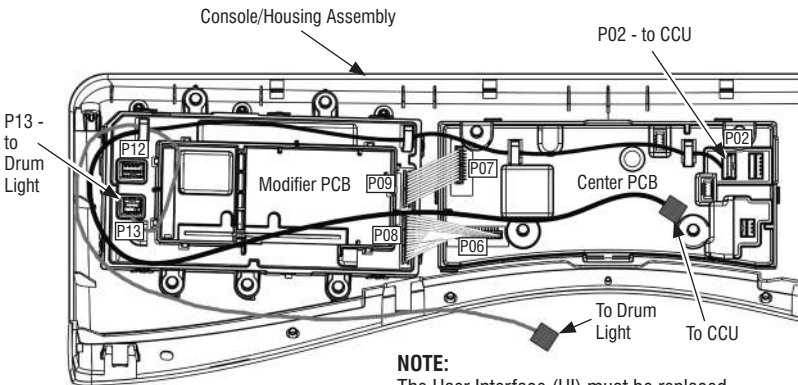 Console/Housing Assembly
P02 - to CCU
P13 -
to
Drum
Light
P12
P02
P07
Modifier PCB
P09
Center PCB
P13
P08
P06
To Drum
Light
To CCU
NOTE:
The User Interface (UI) must be replaced